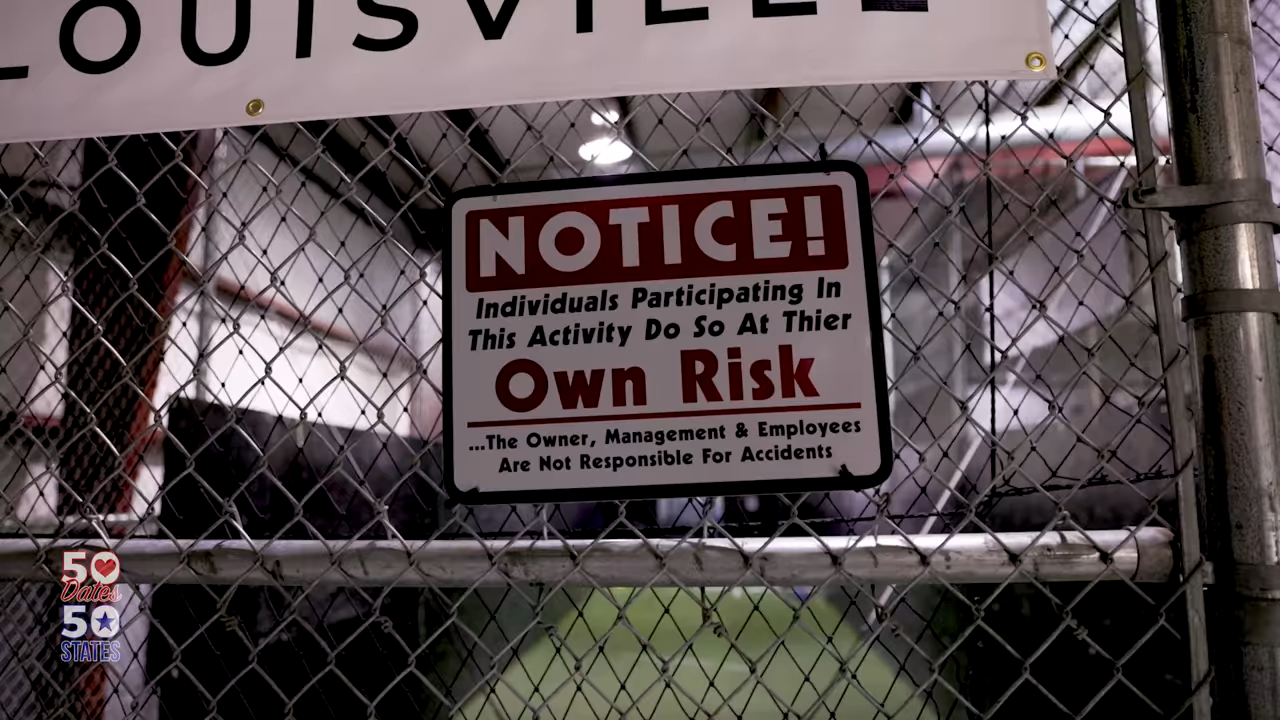 LOUISVILLE
NOTICE!
Individuals Participating In
This Activity Do So At Thier
Own Risk
...The Owner, Management & Employees
Are Not Responsible For Accidents
50
Dates
50
STATES